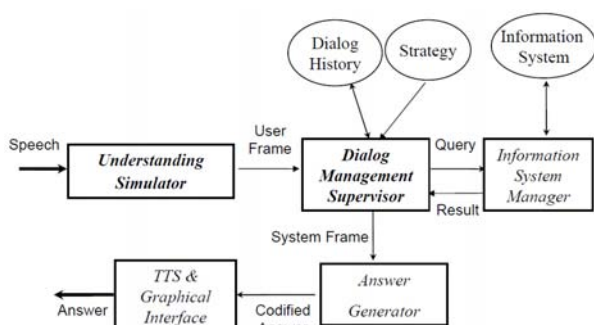 Dialog
History
Strategy
Information
System
Speech
Understanding
Simulator
User
Frame
Dialog
Management
Supervisor
Query
Result
Information
System
Manager
System Frame
Answer
TTS &
Graphical
Interface
Codified
Answer
Generator